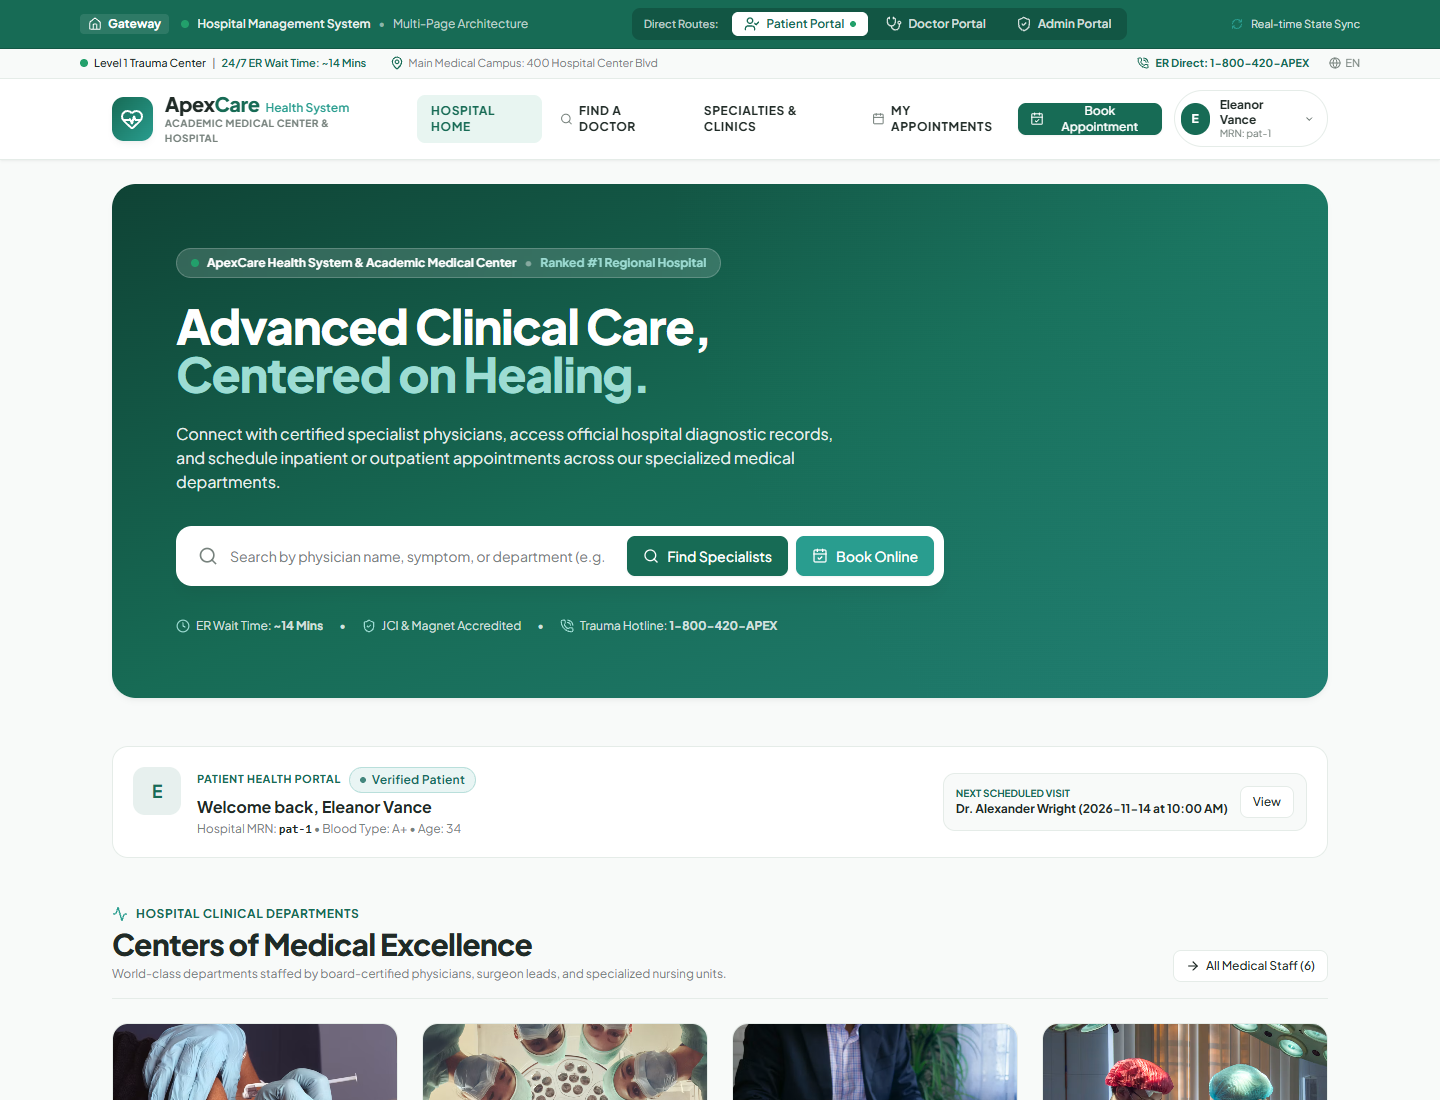 Gateway
Hospital Management System • Multi-Page Architecture
Direct Routes:
Patient Portal
Doctor Portal
Admin Portal
Real-time State Sync
Level 1 Trauma Center | 24/7 ER Wait Time: ~14 Mins
Main Medical Campus: 400 Hospital Center Blvd
ER Direct: 1-800-420-APEX
EN
ApexCare Health System
ACADEMIC MEDICAL CENTER &
HOSPITAL
HOSPITAL
HOME
FIND A
DOCTOR
SPECIALTIES &
CLINICS
MY
APPOINTMENTS
Book
Appointment
E
Eleanor
Vance
MRN: pat-1
ApexCare Health System & Academic Medical Center • Ranked #1 Regional Hospital
Advanced Clinical Care,
Centered on Healing.
Connect with certified specialist physicians, access official hospital diagnostic records,
and schedule inpatient or outpatient appointments across our specialized medical
departments.
Search by physician name, symptom, or department (e.g.
Find Specialists
Book Online
ER Wait Time: ~14 Mins • JCI & Magnet Accredited • Trauma Hotline: 1-800-420-APEX
E
PATIENT HEALTH PORTAL
Verified Patient
Welcome back, Eleanor Vance
Hospital MRN: pat-1 • Blood Type: A+ • Age: 34
NEXT SCHEDULED VISIT
Dr. Alexander Wright (2026-11-14 at 10:00 AM)
View
HOSPITAL CLINICAL DEPARTMENTS
Centers of Medical Excellence
World-class departments staffed by board-certified physicians, surgeon leads, and specialized nursing units.
All Medical Staff (6)